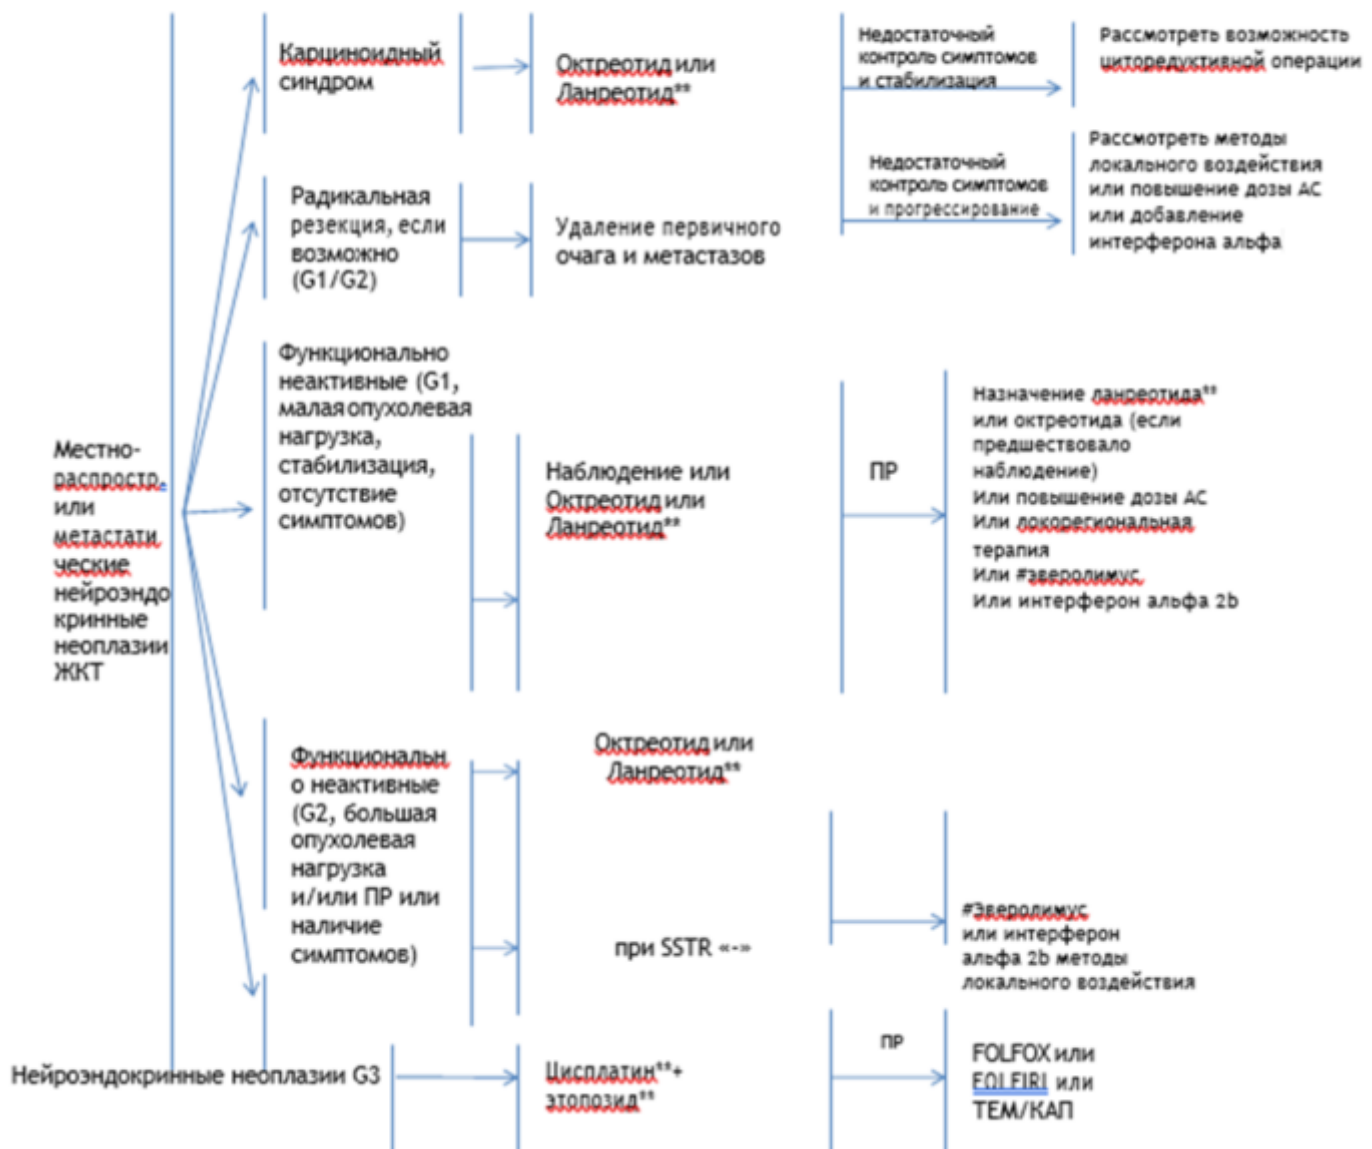 Местно-
распростр.
или
метастати
ческие
нейроэндо
кринные
неоплазии
ЖКТ
Карциноидный
синдром
Октреотид или
Ланреотид**
Недостаточный
контроль симптомов
и стабилизация
Рассмотреть возможность
циторедуктивной операции
Недостаточный
контроль симптомов
и прогрессирование
Рассмотреть методы
локального воздействия
или повышение дозы АС
или добавление
интерферона альфа
Радикальная
резекция, если
возможно
(G1/G2)
Удаление первичного
очага и метастазов
Функционально
неактивные (G1,
малая опухолевая
нагрузка,
стабилизация,
отсутствие
симптомов)
Наблюдение или
Октреотид или
Ланреотид**
ПР
Назначение ланреотида**
или октреотида (если
предшествовало
наблюдение)
Или повышение дозы АС
Или локорегиональная
терапия
Или #эверолимус
Или интерферон альфа 2b
Функциональн
о неактивные
(G2, большая
опухолевая
нагрузка
и/или ПР или
наличие
симптомов)
Октреотид или
Ланреотид**
при SSTR «-»
#Эверолимус
или интерферон
альфа 2b методы
локального воздействия
Нейроэндокринные неоплазии G3
Цисплатин**+
этопозид**
ПР
FOLFOX или
FOLFIRI или
ТЕМ/КАП